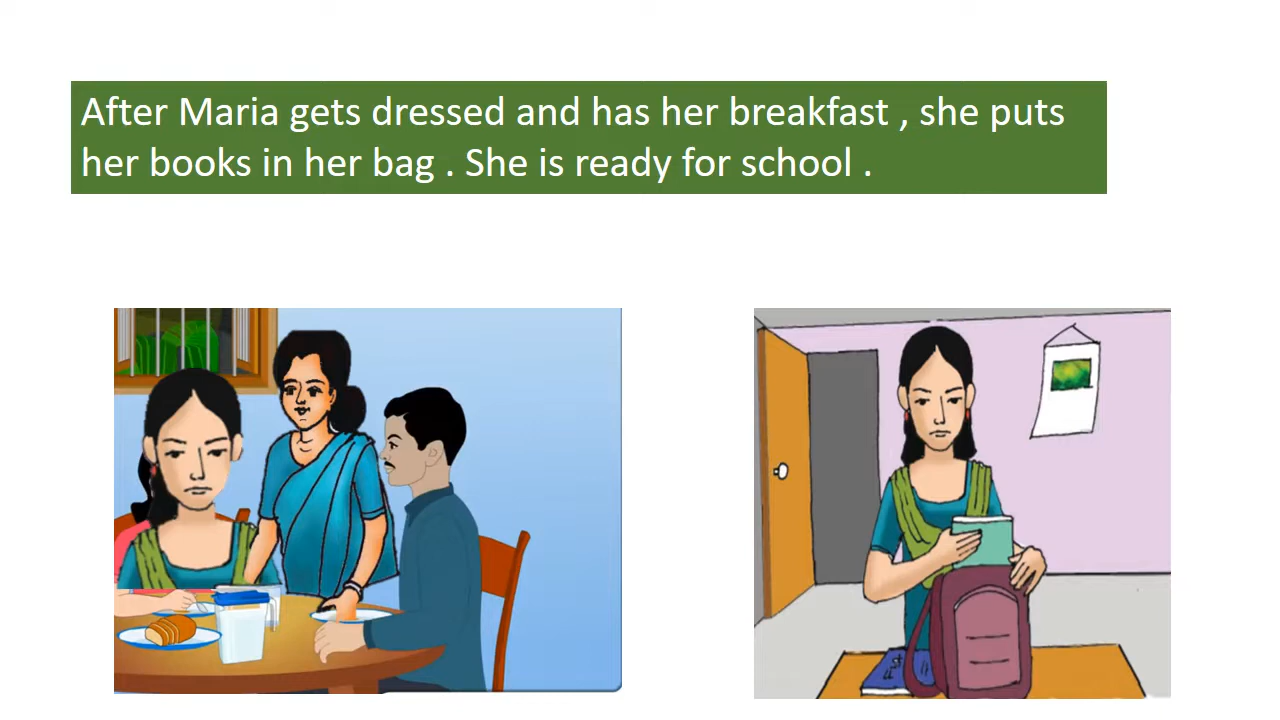 After Maria gets dressed and has her breakfast , she puts
her books in her bag . She is ready for school .